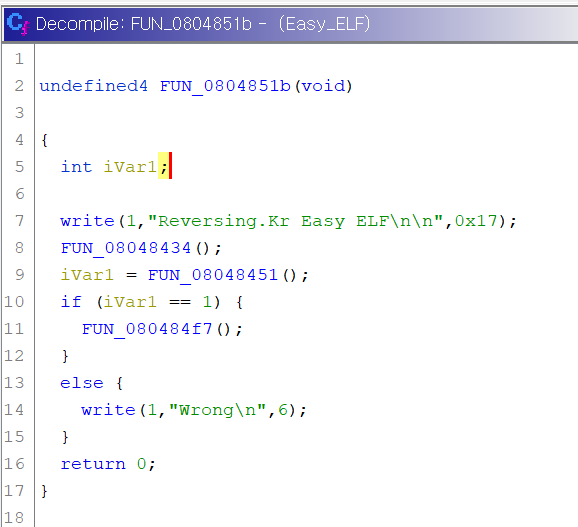 Decompile: FUN_0804851b - (Easy_ELF)
1
2 undefined4 FUN_0804851b(void)
3
4 {
5 int iVar1;
6
7 write(1,"Reversing.Kr Easy ELF\n\n",0x17);
8 FUN_08048434();
9 iVar1 = FUN_08048451();
10 if (iVar1 == 1) {
11 FUN_080484f7();
12 }
13 else {
14 write(1,"Wrong\n",6);
15 }
16 return 0;
17 }
18